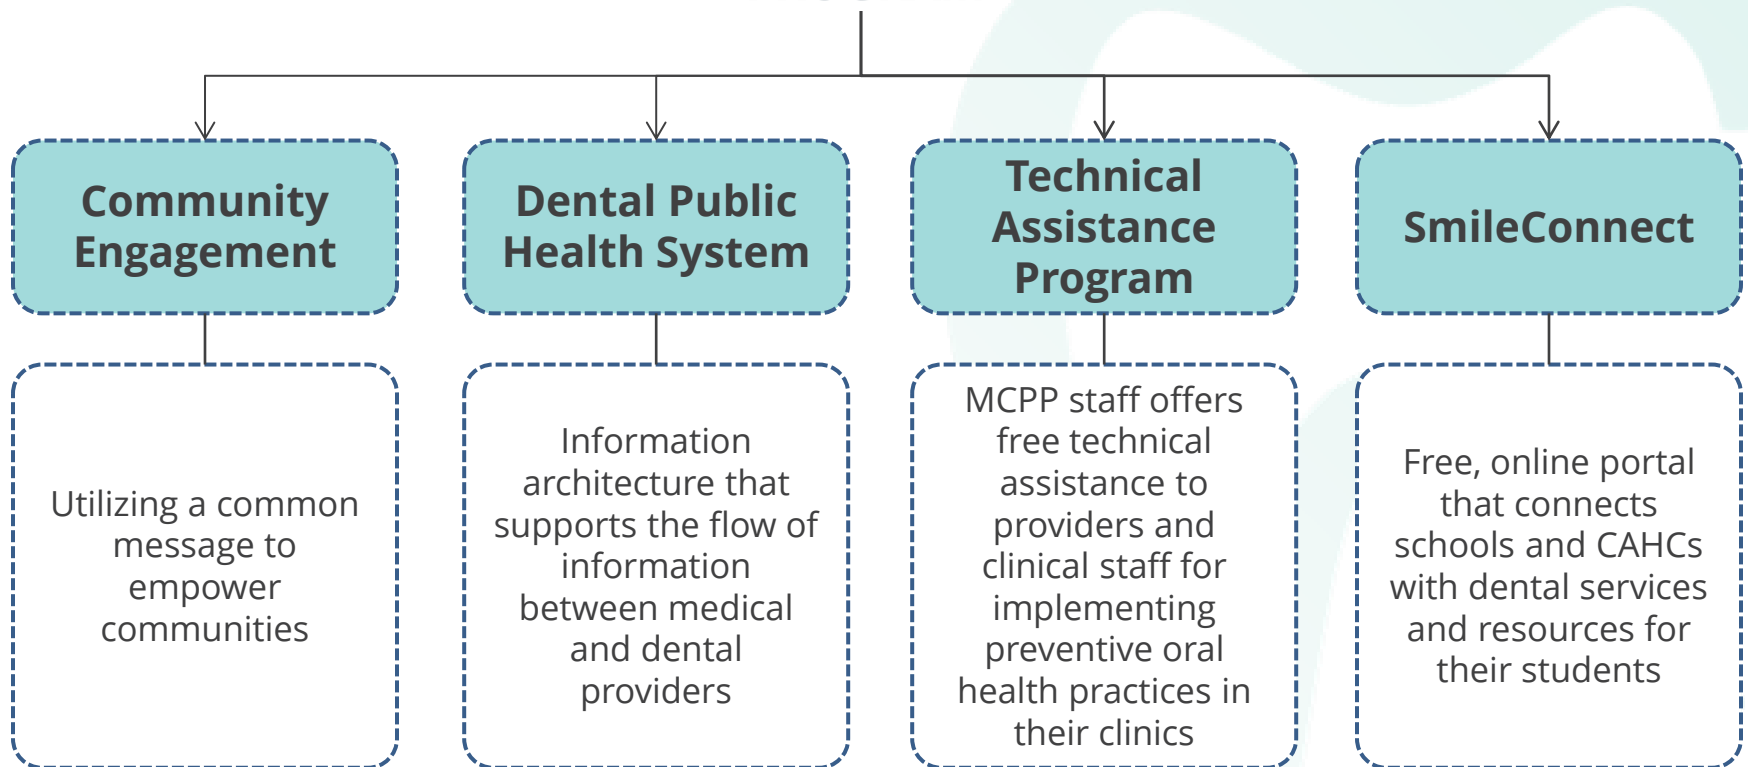 Community
Engagement
Dental Public
Health System
Technical
Assistance
Program
SmileConnect
Utilizing a common
message to
empower
communities
Information
architecture that
supports the flow of
information
between medical
and dental
providers
MCPP staff offers
free technical
assistance to
providers and
clinical staff for
implementing
preventive oral
health practices in
their clinics
Free, online portal
that connects
schools and CAHCs
with dental services
and resources for
their students